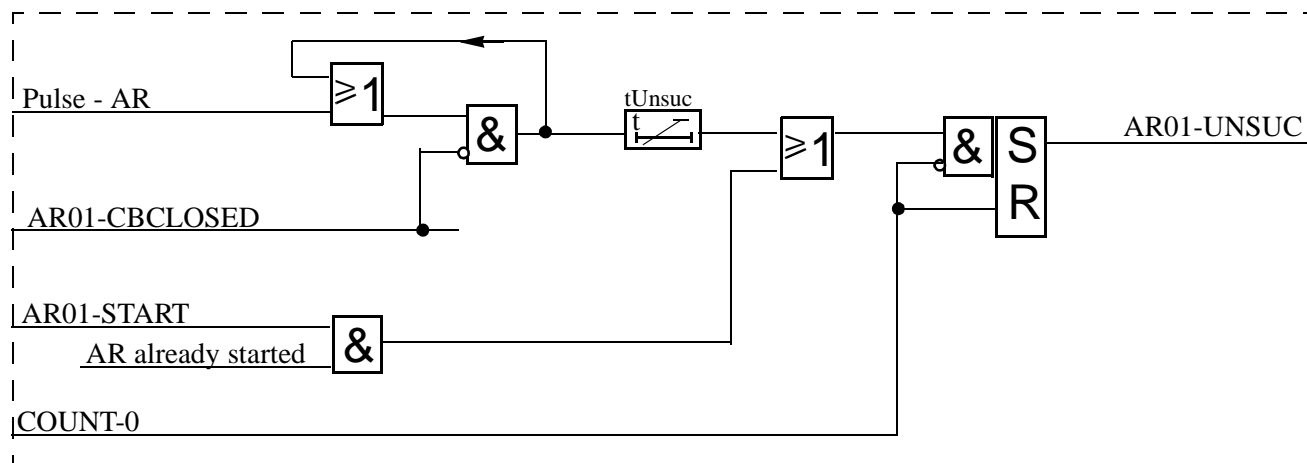 Pulse - AR
≥1
&
tUnsuc
t
≥1
&
S
R
AR01-UNSUC
AR01-CBCLOSED
AR01-START
AR already started
&
COUNT-0